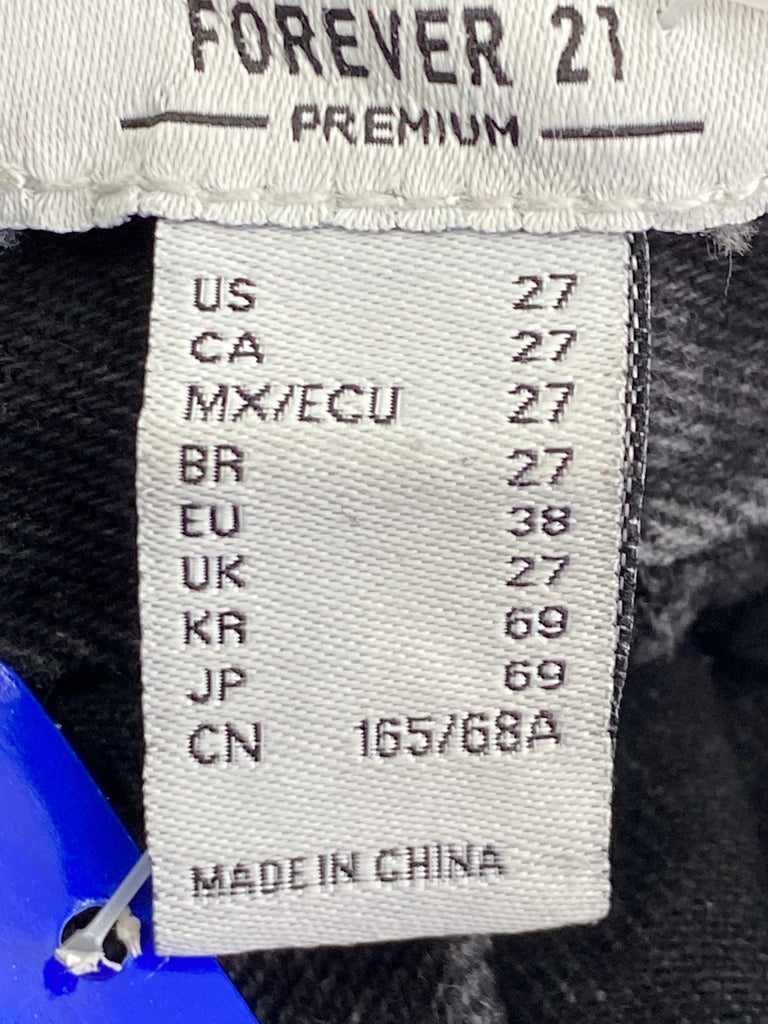 FOREVER 21
PREMIUM
US 27
CA 27
MX/ECU 27
BR 27
EU 38
UK 27
KR 69
JP 69
CN 165/68A
MADE IN CHINA